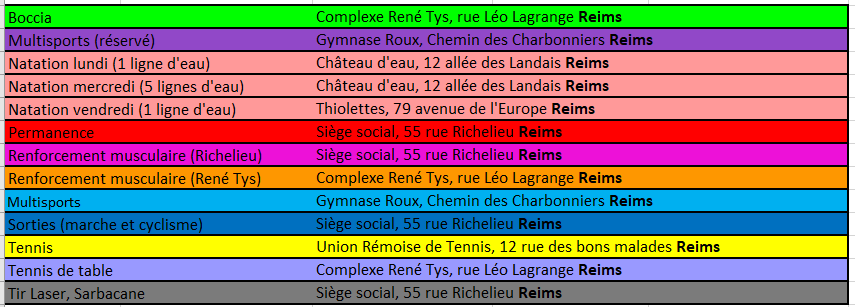 Boccia Complexe René Tys, rue Léo Lagrange Reims
Multisports (réservé) Gymnase Roux, Chemin des Charbonniers Reims
Natation lundi (1 ligne d'eau) Château d'eau, 12 allée des Landais Reims
Natation mercredi (5 lignes d'eau) Château d'eau, 12 allée des Landais Reims
Natation vendredi (1 ligne d'eau) Thiolettes, 79 avenue de l'Europe Reims
Permanence Siège social, 55 rue Richelieu Reims
Renforcement musculaire (Richelieu) Siège social, 55 rue Richelieu Reims
Renforcement musculaire (René Tys) Complexe René Tys, rue Léo Lagrange Reims
Multisports Gymnase Roux, Chemin des Charbonniers Reims
Sorties (marche et cyclisme) Siège social, 55 rue Richelieu Reims
Tennis Union Rémoise de Tennis, 12 rue des bons malades Reims
Tennis de table Complexe René Tys, rue Léo Lagrange Reims
Tir Laser, Sarbacane Siège social, 55 rue Richelieu Reims